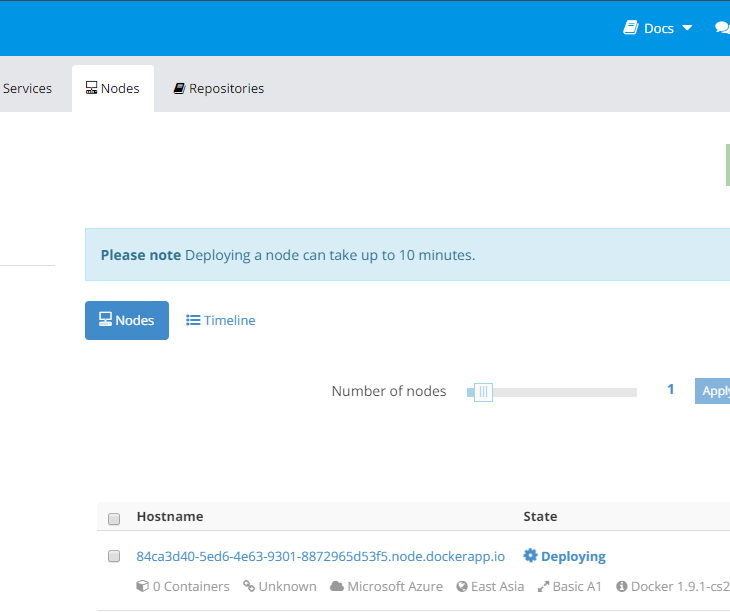 Docs
Services Nodes Repositories
Please note Deploying a node can take up to 10 minutes.
Nodes Timeline
Number of nodes 1 Apply
Hostname State
84ca3d40-5ed6-4e63-9301-8872965d53f5.node.dockerapp.io Deploying
0 Containers Unknown Microsoft Azure East Asia Basic A1 Docker 1.9.1-cs2